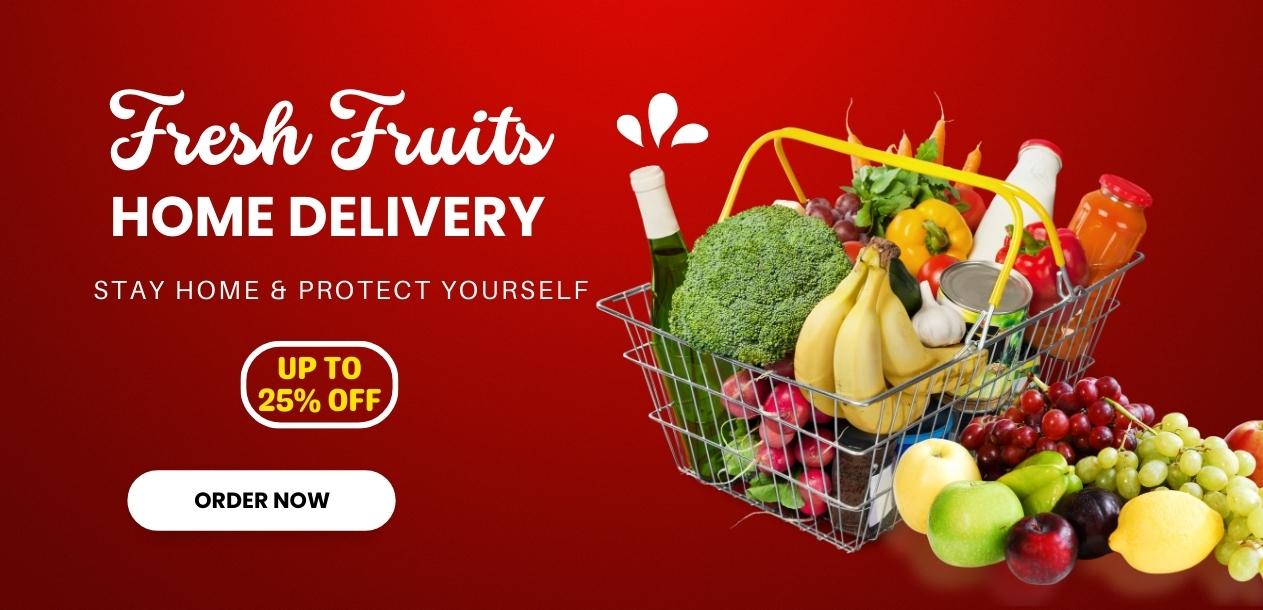 Fresh Fruits
HOME DELIVERY
STAY HOME & PROTECT YOURSELF
UP TO
25% OFF
ORDER NOW